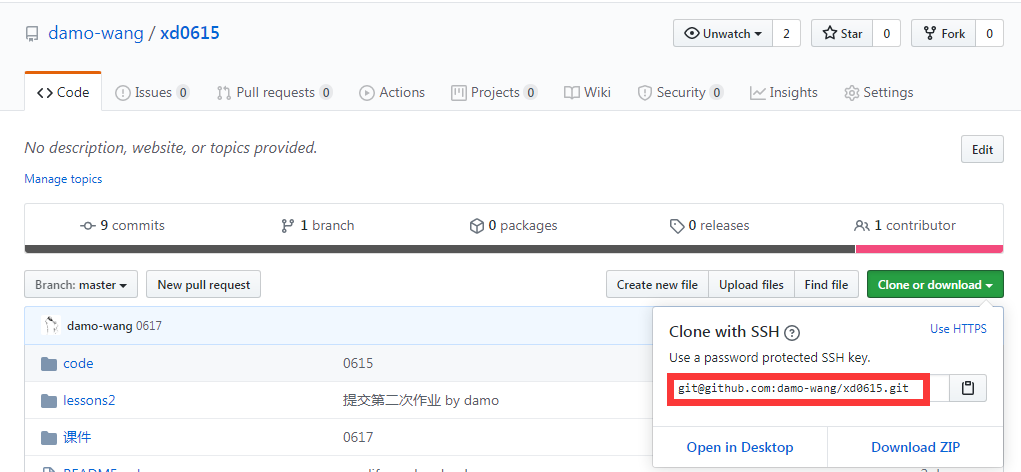 damo-wang / xd0615
Unwatch 2 Star 0 Fork 0
Code Issues 0 Pull requests 0 Actions Projects 0 Wiki Security 0 Insights Settings
No description, website, or topics provided. Edit
Manage topics
9 commits 1 branch 0 packages 0 releases 1 contributor
Branch: master New pull request Create new file Upload files Find file Clone or download
damo-wang 0617
Clone with SSH ? Use HTTPS
Use a password protected SSH key.
git@github.com:damo-wang/xd0615.git
code 0615
lessons2 提交第二次作业 by damo
课件 0617
Open in Desktop Download ZIP